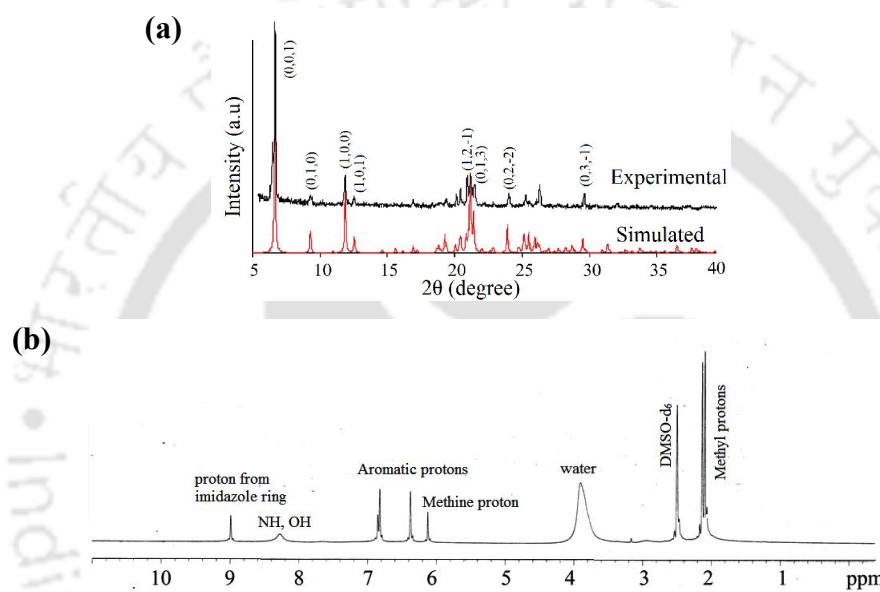 (a)
Intensity (a.u)
(0,0,1)
(0,1,0)
(1,0,0)
(1,0,1)
(1,2,-1)
(0,1,3)
(0,2,-2)
(0,3,-1)
Experimental
Simulated
5 10 15 20 25 30 35 40
2θ (degree)
(b)
proton from
imidazole ring
NH, OH
Aromatic protons
Methine proton
water
DMSO-d6
Methyl protons
10 9 8 7 6 5 4 3 2 1 ppm